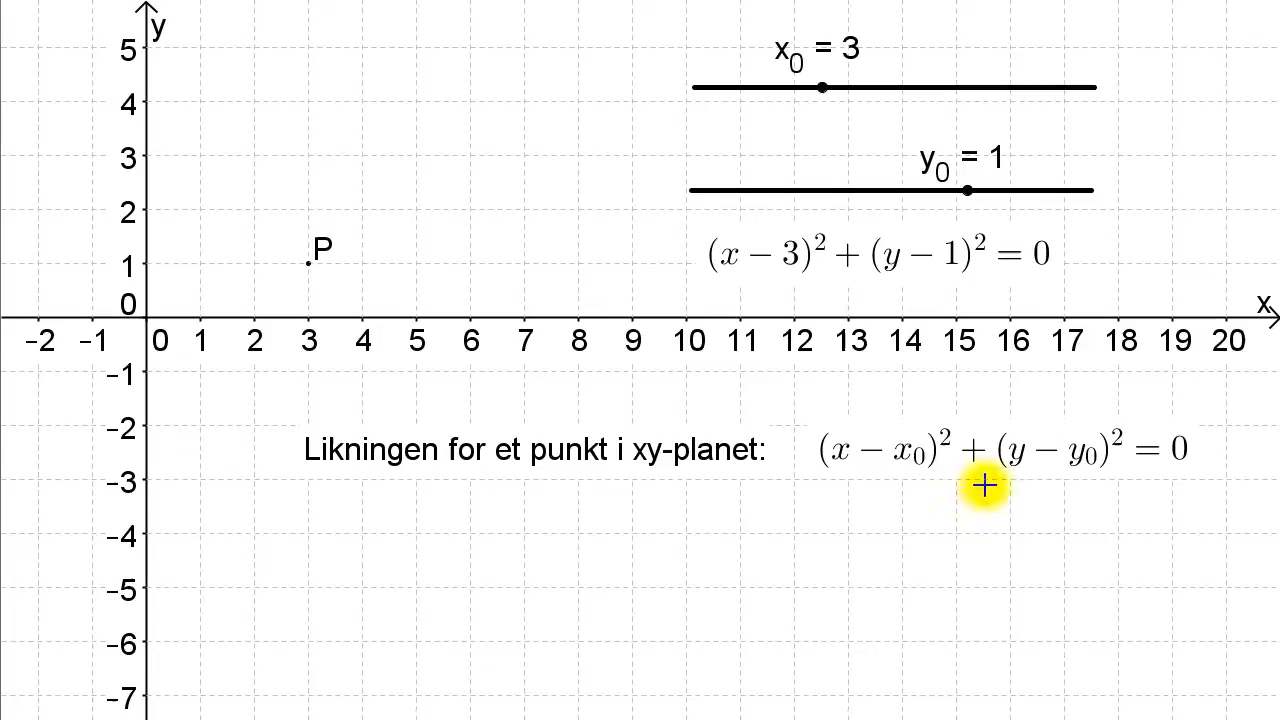 y
5
x₀ = 3
4
3
y₀ = 1
2
P
(x − 3)² + (y − 1)² = 0
1
0
x
−2 −1 0 1 2 3 4 5 6 7 8 9 10 11 12 13 14 15 16 17 18 19 20
−1
−2
Likningen for et punkt i xy-planet: (x − x₀)² + (y − y₀)² = 0
−3
−4
−5
−6
−7